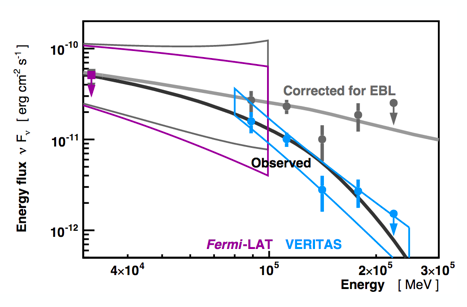 Energy flux ν Fν [ erg cm-2 s-1 ]
10-10
10-11
10-12
Corrected for EBL
Observed
Fermi-LAT VERITAS
4×10⁴ 10⁵ 2×10⁵ 3×10⁵
Energy [ MeV ]